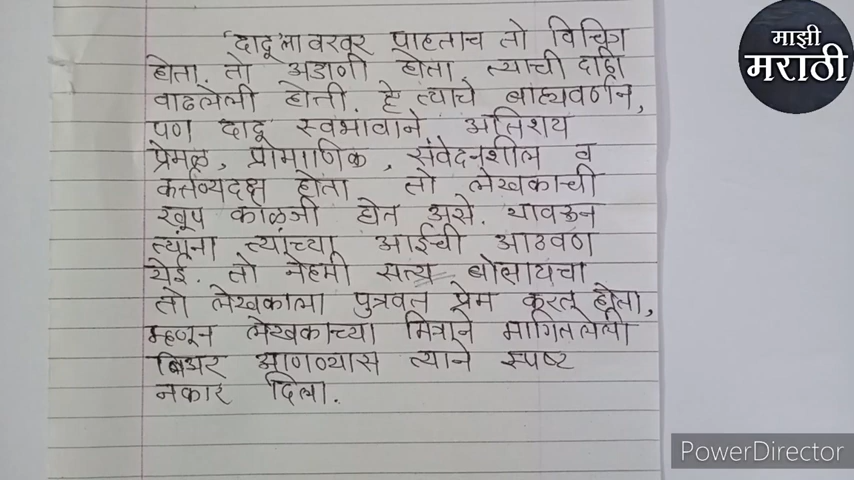 'दादू'ला वरवर पाहताच तो विचित्र
होता. तो अडाणी होता, त्याची दाढी
वाढलेली होती. हे त्याचे बाह्यवर्णन,
पण दादू स्वभावाने अतिशय
प्रेमळ, प्रामाणिक, संवेदनशील व
कर्तव्यदक्ष होता तो लेखकाची
खूप काळजी घेत असे. यावरून
त्यांना त्यांच्या आईची आठवण
येई. तो नेहमी सत्य बोलायचा
तो लेखकाला पुत्रवत प्रेम करत होता,
म्हणून लेखकाच्या मित्राने मागितलेली
बिअर आणण्यास त्याने स्पष्ट
नकार दिला.
माझी
मराठी
PowerDirector